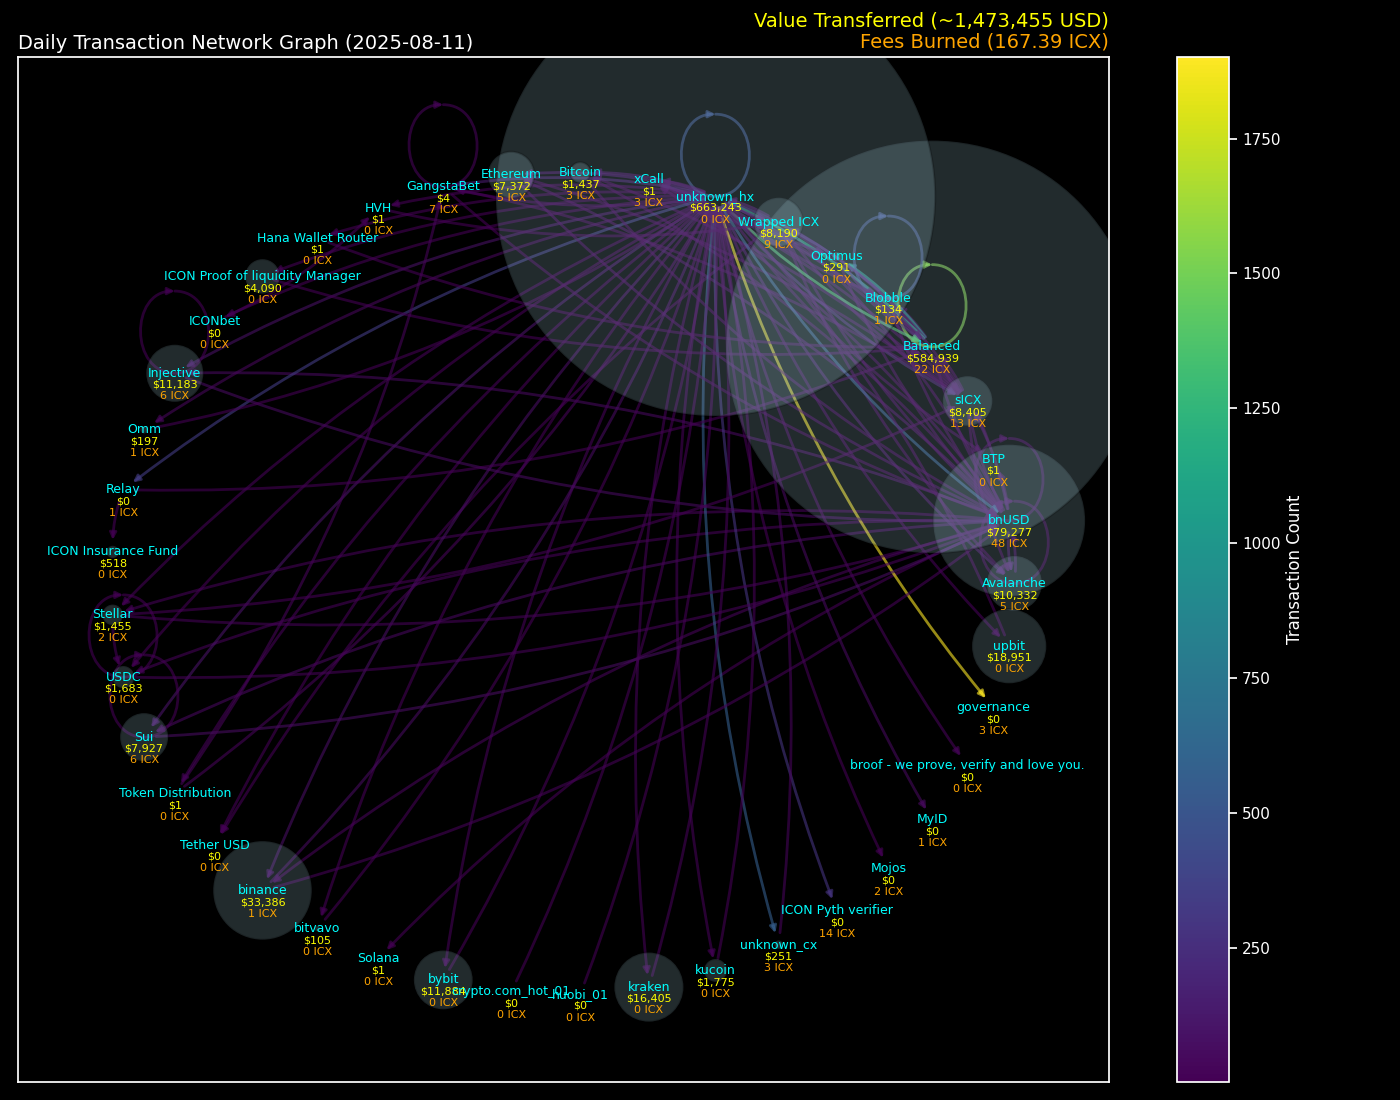 Value Transferred (~1,473,455 USD)
Daily Transaction Network Graph (2025-08-11)
Fees Burned (167.39 ICX)
Ethereum
$7,372
5 ICX
Bitcoin
$1,437
3 ICX
xCall
$1
3 ICX
GangstaBet
$4
7 ICX
unknown_hx
$663,243
0 ICX
HVH
$1
0 ICX
Wrapped ICX
$8,190
9 ICX
Hana Wallet Router
$1
0 ICX
Optimus
$291
0 ICX
ICON Proof of liquidity Manager
$4,090
0 ICX
Blobble
$134
1 ICX
ICONbet
$0
0 ICX
Balanced
$584,939
22 ICX
Injective
$11,183
6 ICX
sICX
$8,405
13 ICX
Omm
$197
1 ICX
BTP
$1
0 ICX
Relay
$0
1 ICX
bnUSD
$79,277
48 ICX
ICON Insurance Fund
$518
0 ICX
Avalanche
$10,332
5 ICX
Stellar
$1,455
2 ICX
upbit
$18,951
0 ICX
USDC
$1,683
0 ICX
governance
$0
3 ICX
Sui
$7,927
6 ICX
broof - we prove, verify and love you.
$0
0 ICX
Token Distribution
$1
0 ICX
MyID
$0
1 ICX
Tether USD
$0
0 ICX
Mojos
$0
2 ICX
binance
$33,386
1 ICX
ICON Pyth verifier
$0
14 ICX
bitvavo
$105
0 ICX
unknown_cx
$251
3 ICX
Solana
$1
0 ICX
kucoin
$1,775
0 ICX
bybit
$11,884
0 ICX
crypto.com_hot_01
$0
0 ICX
huobi_01
$0
0 ICX
kraken
$16,405
0 ICX
1750
1500
1250
1000
750
500
250
Transaction Count